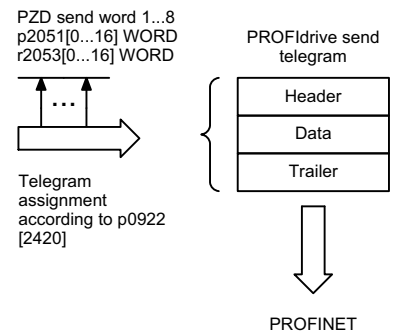 PZD send word 1...8
p2051[0...16] WORD
r2053[0...16] WORD
...
Telegram
assignment
according to p0922
[2420]
PROFIdrive send
telegram
Header
Data
Trailer
PROFINET